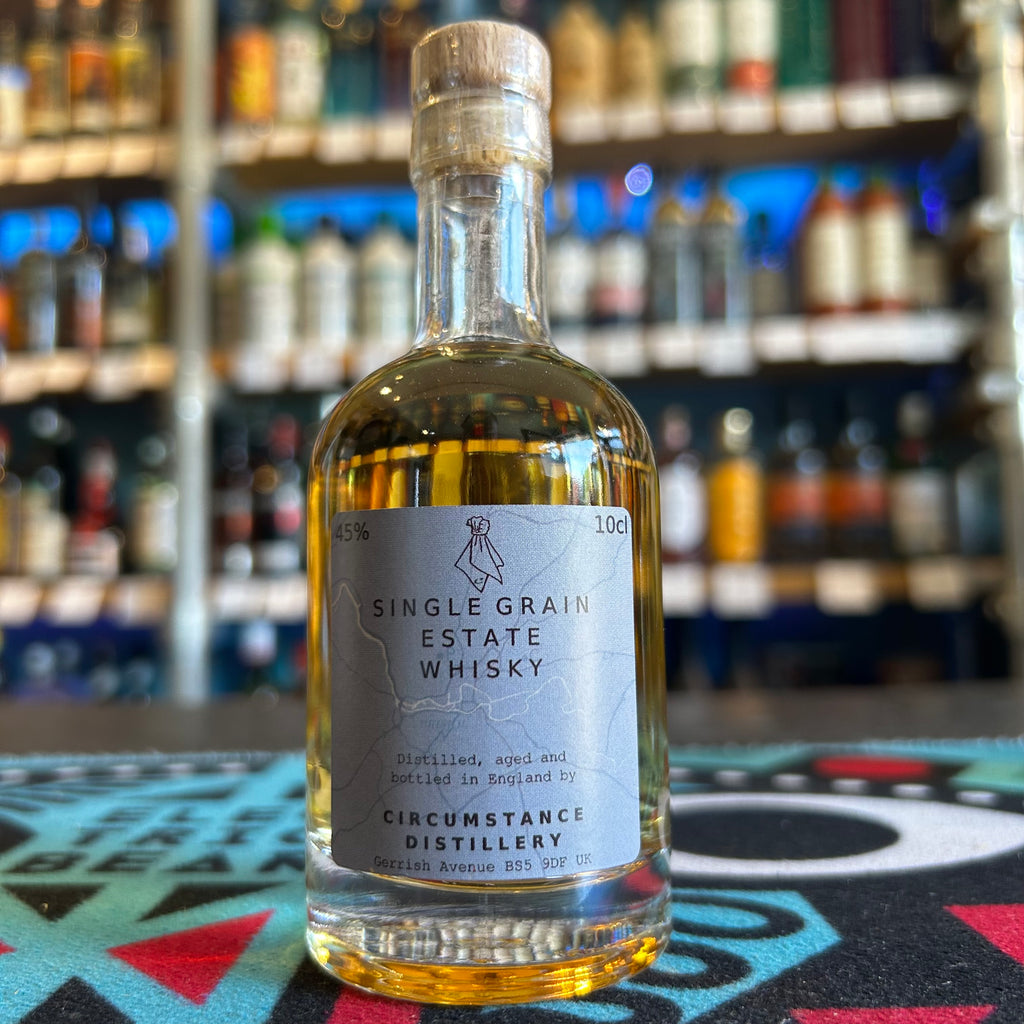 45%
10cl
SINGLE GRAIN
ESTATE
WHISKY
Distilled, aged and
bottled in England by
CIRCUMSTANCE
DISTILLERY
Gerrish Avenue BS5 9DF UK